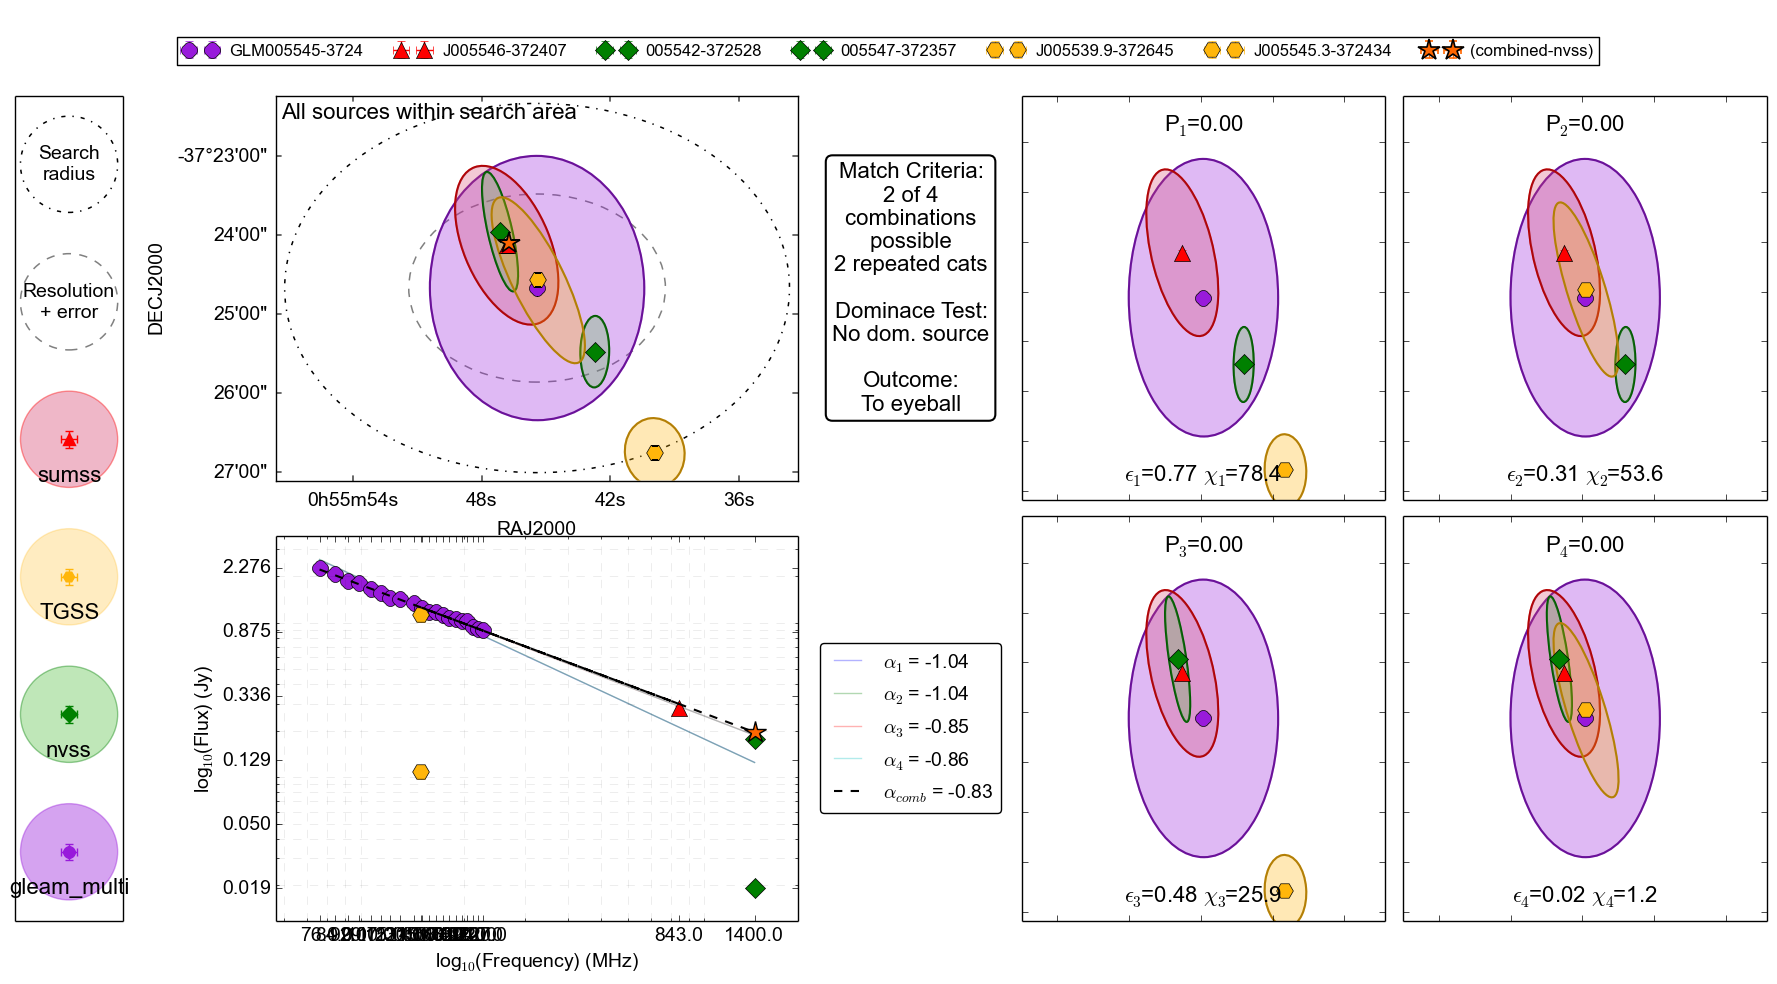 GLM005545-3724 J005546-372407 005542-372528 005547-372357 J005539.9-372645 J005545.3-372434 (combined-nvss)
Search
radius
Resolution
+ error
sumss
TGSS
nvss
gleam_multi
All sources within search area
DECJ2000
-37°23'00"
24'00"
25'00"
26'00"
27'00"
0h55m54s 48s 42s 36s
RAJ2000
Match Criteria:
2 of 4
combinations
possible
2 repeated cats
Dominace Test:
No dom. source
Outcome:
To eyeball
P1=0.00
ϵ1=0.77 χ1=78.4
P2=0.00
ϵ2=0.31 χ2=53.6
log10(Flux) (Jy)
2.276
0.875
0.336
0.129
0.050
0.019
843.0 1400.0
log10(Frequency) (MHz)
α1 = -1.04
α2 = -1.04
α3 = -0.85
α4 = -0.86
αcomb = -0.83
P3=0.00
ϵ3=0.48 χ3=25.9
P4=0.00
ϵ4=0.02 χ4=1.2